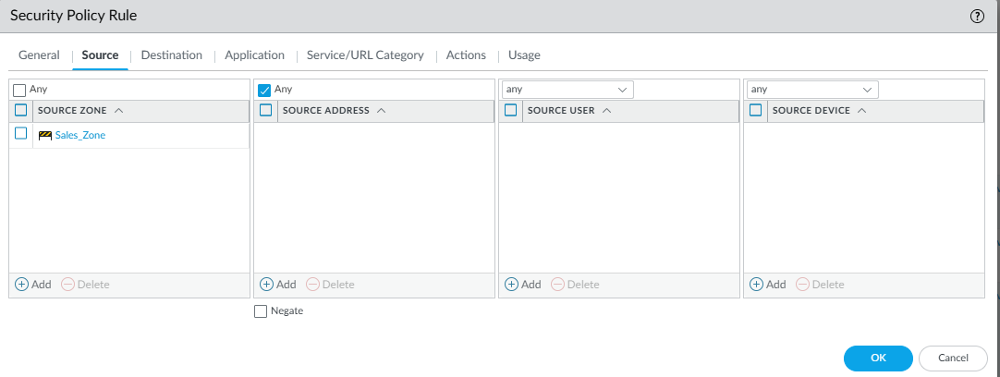 Security Policy Rule
General Source Destination Application Service/URL Category Actions Usage
Any Any any any
SOURCE ZONE SOURCE ADDRESS SOURCE USER SOURCE DEVICE
Sales_Zone
Add Delete Add Delete Add Delete Add Delete
Negate
OK Cancel